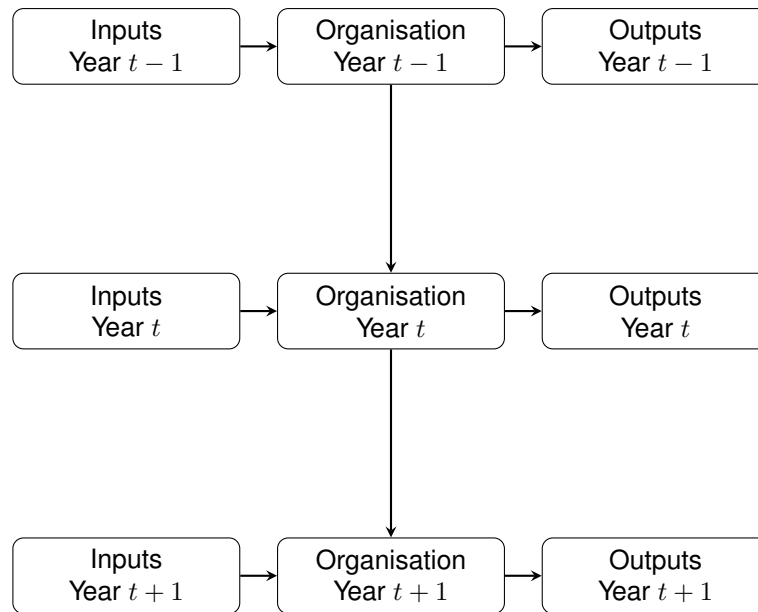 Inputs
Year t − 1
Organisation
Year t − 1
Outputs
Year t − 1
Inputs
Year t
Organisation
Year t
Outputs
Year t
Inputs
Year t + 1
Organisation
Year t + 1
Outputs
Year t + 1